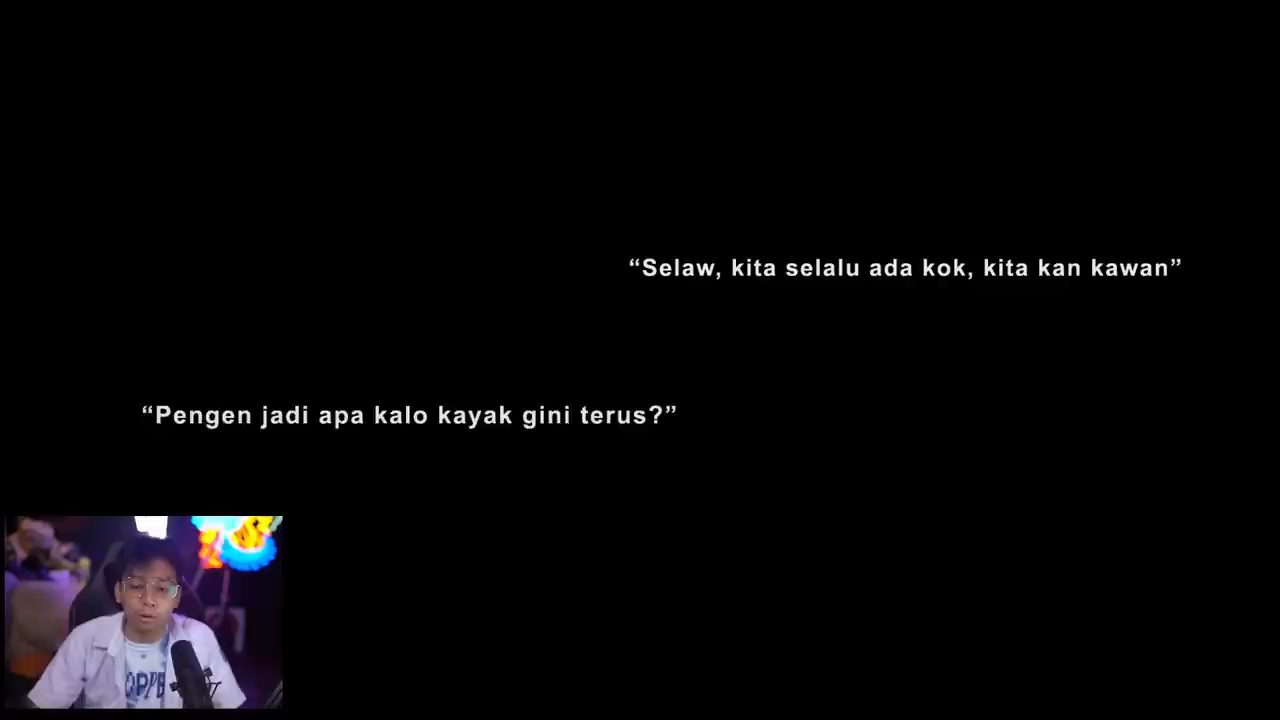 “Selaw, kita selalu ada kok, kita kan kawan”
“Pengen jadi apa kalo kayak gini terus?”